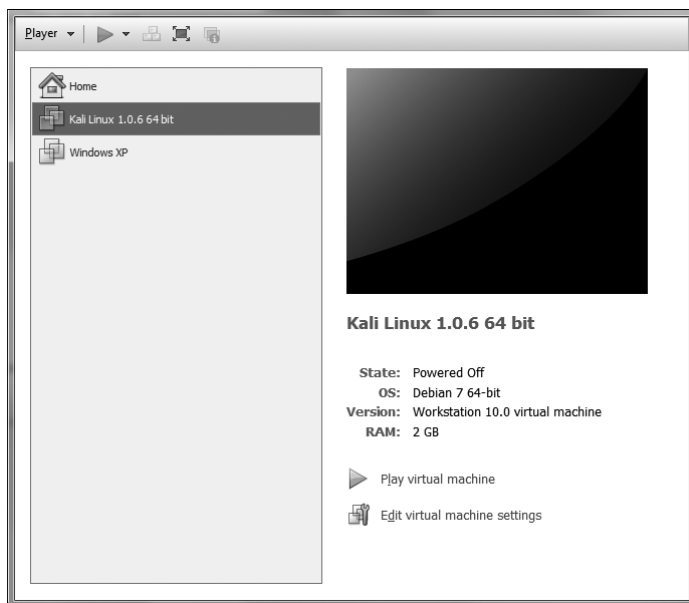 Player
Home
Kali Linux 1.0.6 64 bit
Windows XP
Kali Linux 1.0.6 64 bit
State: Powered Off
OS: Debian 7 64-bit
Version: Workstation 10.0 virtual machine
RAM: 2 GB
Play virtual machine
Edit virtual machine settings